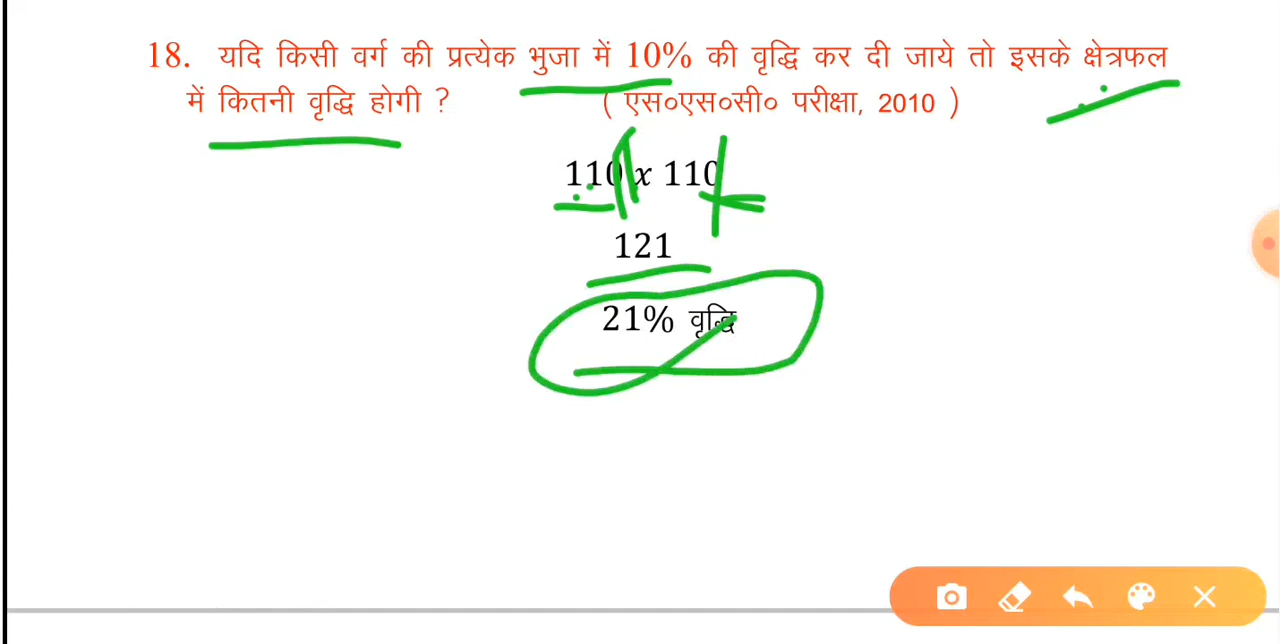 18. यदि किसी वर्ग की प्रत्येक भुजा में 10% की वृद्धि कर दी जाये तो इसके क्षेत्रफल
में कितनी वृद्धि होगी ? ( एस०एस०सी० परीक्षा, 2010 )
110 x 110
121
21% वृद्धि